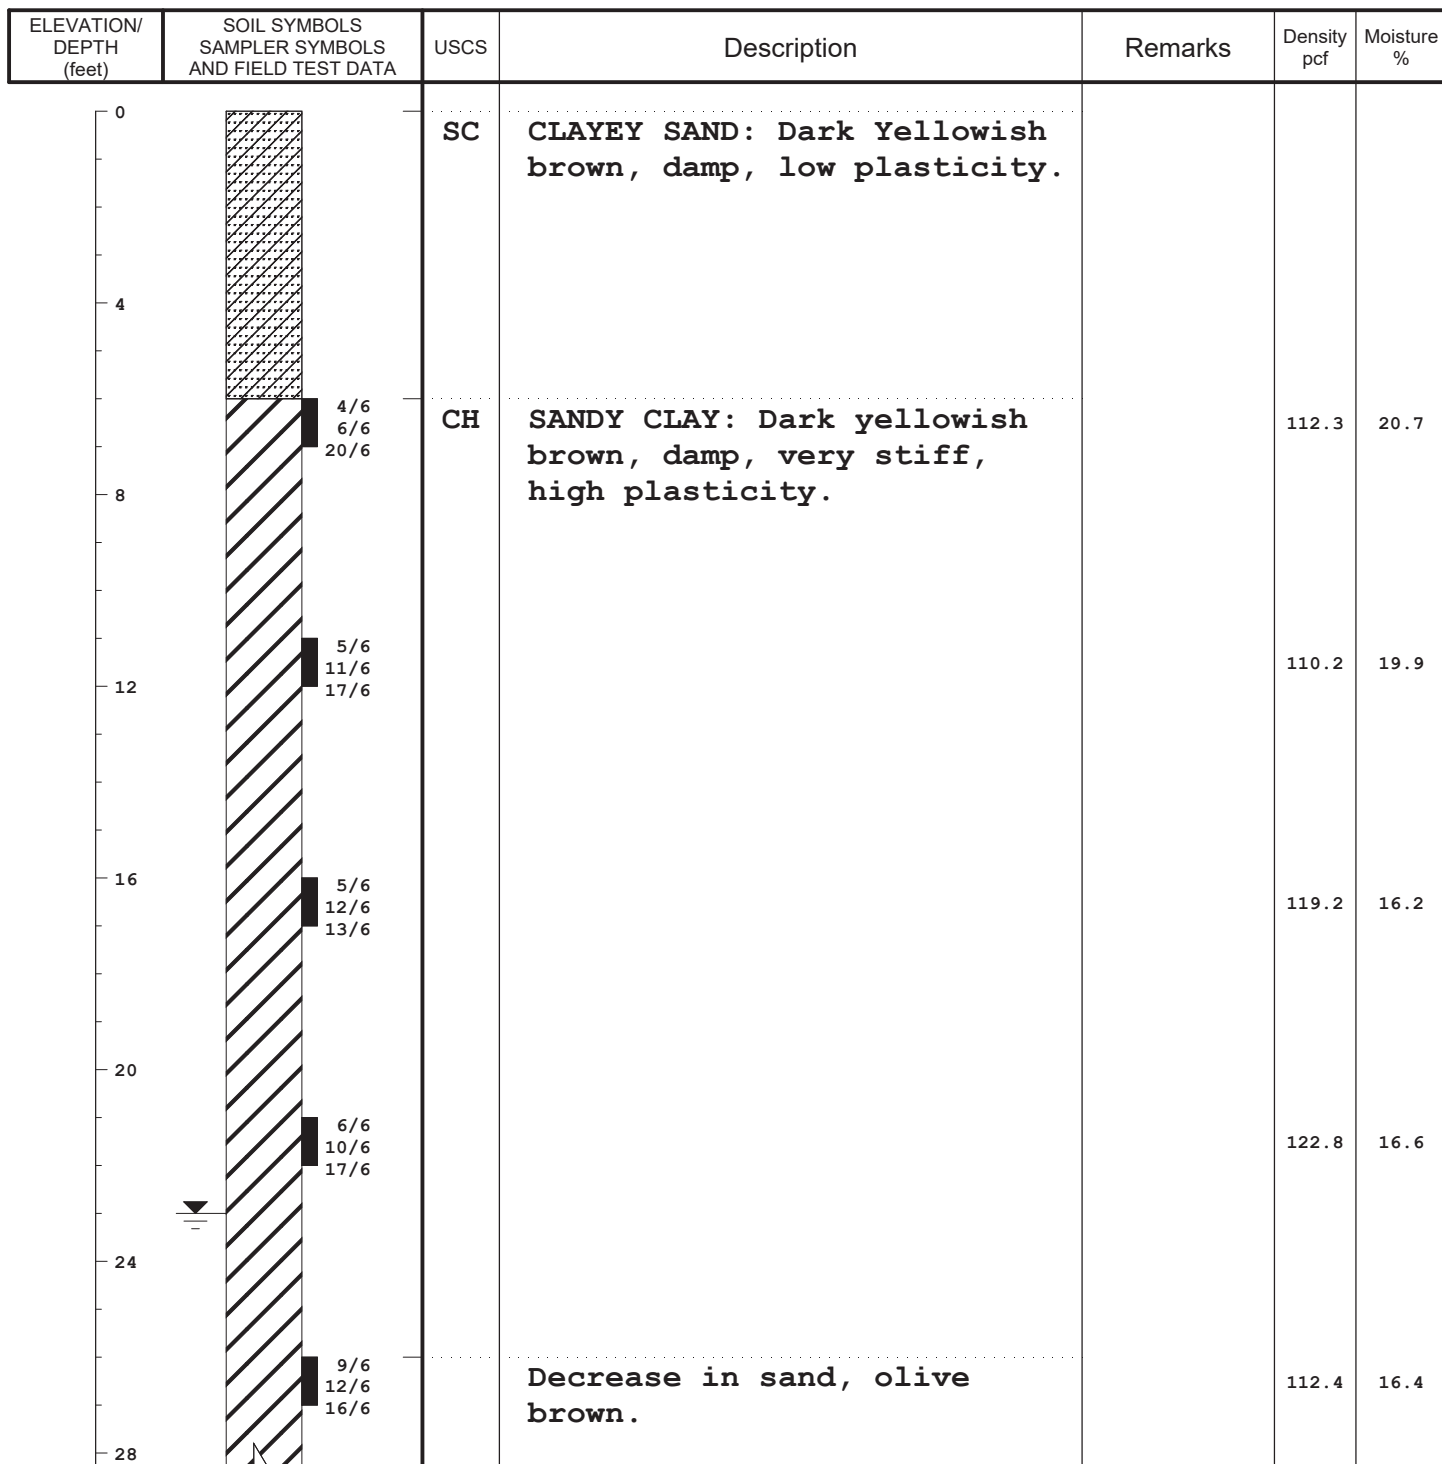 ELEVATION/
DEPTH
(feet)
SOIL SYMBOLS
SAMPLER SYMBOLS
AND FIELD TEST DATA
USCS
Description
Remarks
Density
pcf
Moisture
%
0
SC
CLAYEY SAND: Dark Yellowish
brown, damp, low plasticity.
4
4/6
6/6
20/6
CH
SANDY CLAY: Dark yellowish
brown, damp, very stiff,
high plasticity.
112.3
20.7
8
5/6
11/6
17/6
110.2
19.9
12
16
5/6
12/6
13/6
119.2
16.2
20
6/6
10/6
17/6
122.8
16.6
24
9/6
12/6
16/6
Decrease in sand, olive
brown.
112.4
16.4
28